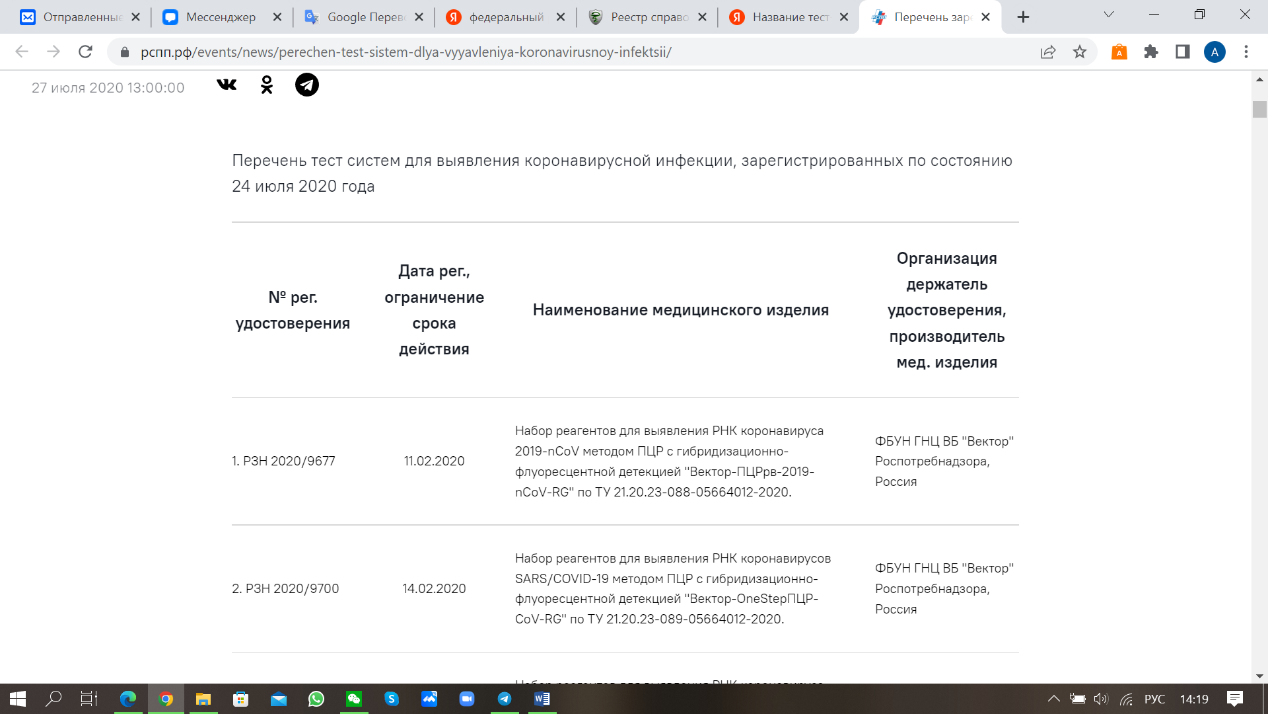 Отправленные
Мессенджер
Google Перев
федеральный
Реестр справо
Название тест
Перечень зар
рспп.рф/events/news/perechen-test-sistem-dlya-vyyavleniya-koronavirusnoy-infektsii/
27 июля 2020 13:00:00
Перечень тест систем для выявления коронавирусной инфекции, зарегистрированных по состоянию
24 июля 2020 года
№ рег.
удостоверения
Дата рег.,
ограничение
срока
действия
Наименование медицинского изделия
Организация
держатель
удостоверения,
производитель
мед. изделия
1. РЗН 2020/9677
11.02.2020
Набор реагентов для выявления РНК коронавируса
2019-nCoV методом ПЦР с гибридизационно-
флуоресцентной детекцией "Вектор-ПЦРрв-2019-
nCoV-RG" по ТУ 21.20.23-088-05664012-2020.
ФБУН ГНЦ ВБ "Вектор"
Роспотребнадзора,
Россия
2. РЗН 2020/9700
14.02.2020
Набор реагентов для выявления РНК коронавирусов
SARS/COVID-19 методом ПЦР с гибридизационно-
флуоресцентной детекцией "Вектор-OneStepПЦР-
CoV-RG" по ТУ 21.20.23-089-05664012-2020.
ФБУН ГНЦ ВБ "Вектор"
Роспотребнадзора,
Россия
РУС
14:19